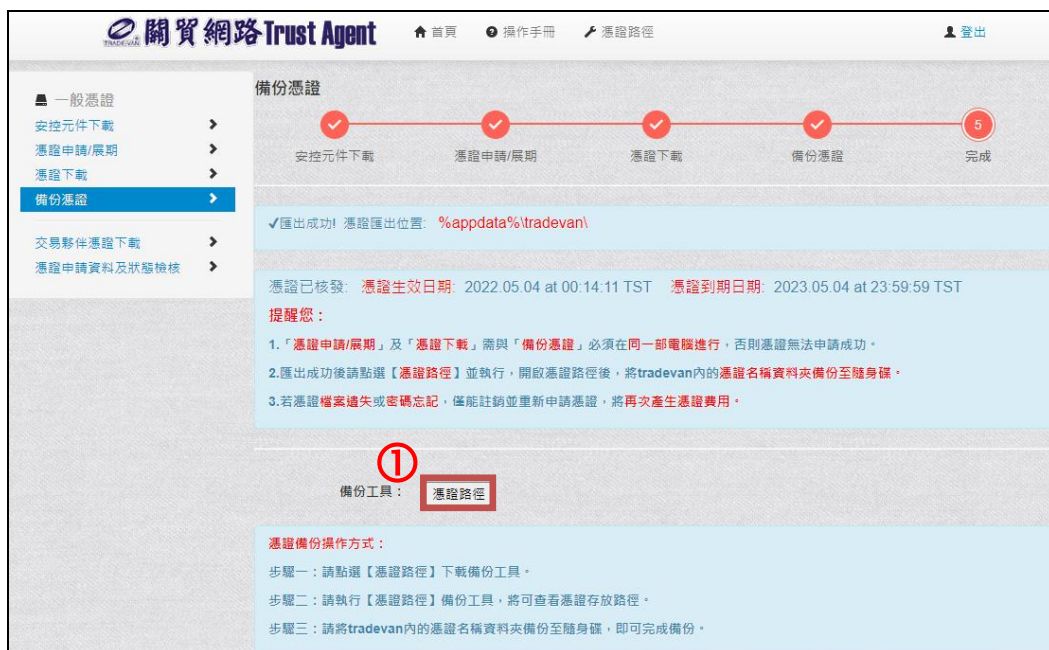 TRADEVAN 關貿網路 Trust Agent 首頁 操作手冊 憑證路徑 登出
一般憑證
安控元件下載
憑證申請/展期
憑證下載
備份憑證
交易夥伴憑證下載
憑證申請資料及狀態檢核
備份憑證
5
安控元件下載 憑證申請/展期 憑證下載 備份憑證 完成
✓匯出成功! 憑證匯出位置: %appdata%\tradevan\
憑證已核發: 憑證生效日期: 2022.05.04 at 00:14:11 TST 憑證到期日期: 2023.05.04 at 23:59:59 TST
提醒您：
1.「憑證申請/展期」及「憑證下載」需與「備份憑證」必須在同一部電腦進行，否則憑證無法申請成功。
2.匯出成功後請點選【憑證路徑】並執行，開啟憑證路徑後，將tradevan內的憑證名稱資料夾備份至隨身碟。
3.若憑證檔案遺失或密碼忘記，僅能註銷並重新申請憑證，將再次產生憑證費用。
①
備份工具： 憑證路徑
憑證備份操作方式：
步驟一：請點選【憑證路徑】下載備份工具。
步驟二：請執行【憑證路徑】備份工具，將可查看憑證存放路徑。
步驟三：請將tradevan內的憑證名稱資料夾備份至隨身碟，即可完成備份。